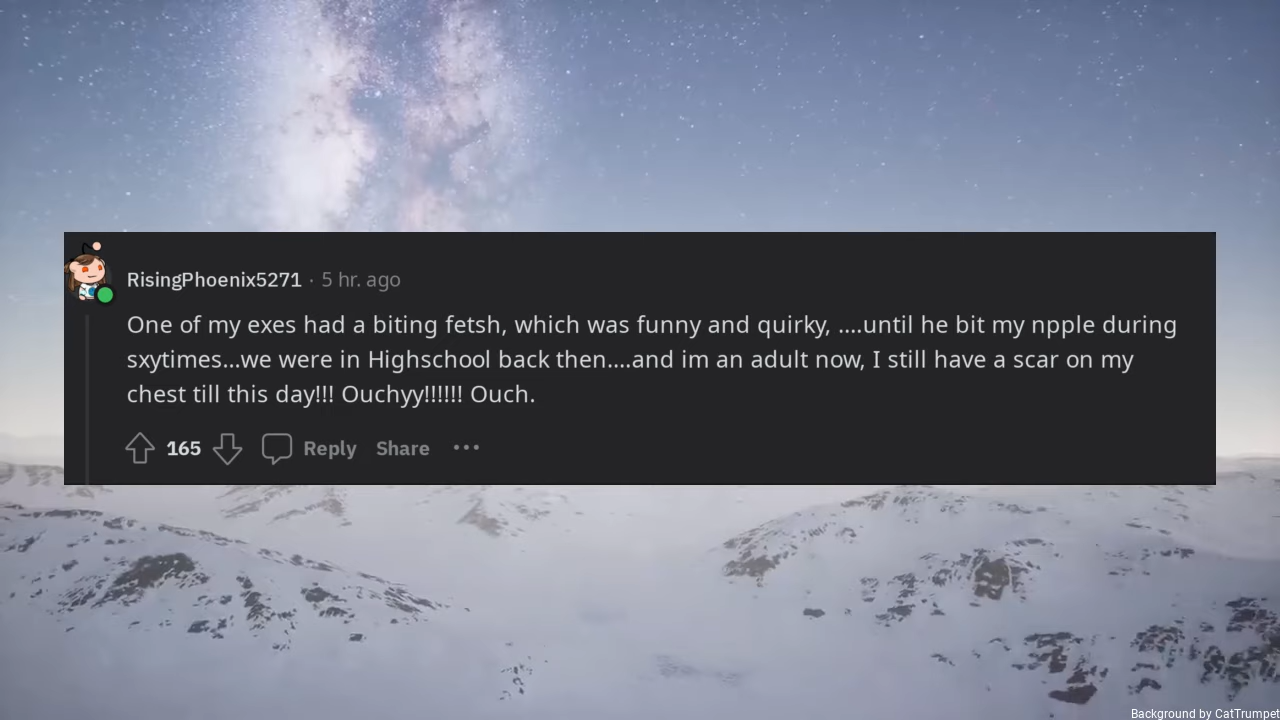 RisingPhoenix5271 · 5 hr. ago
One of my exes had a biting fetsh, which was funny and quirky, ....until he bit my npple during
sxytimes...we were in Highschool back then....and im an adult now, I still have a scar on my
chest till this day!!! Ouchyy!!!!!! Ouch.
165 Reply Share ···
Background by CatTrumpet